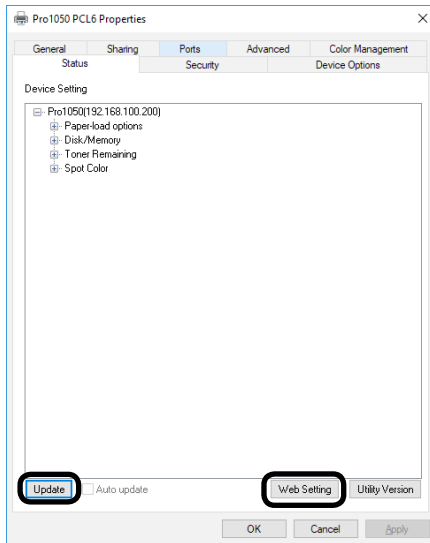 Pro1050 PCL6 Properties
General Sharing Ports Advanced Color Management
Status Security Device Options
Device Setting
Pro1050(192.168.100.200)
Paper-load options
Disk/Memory
Toner Remaining
Spot Color
Update Auto update Web Setting Utility Version
OK Cancel Apply